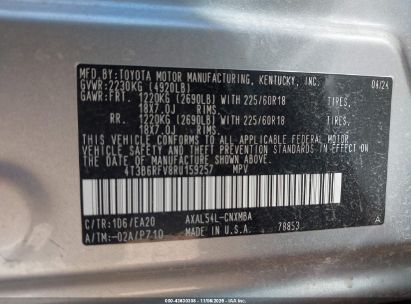 MFD. BY: TOYOTA MOTOR MANUFACTURING, KENTUCKY, INC. 04/24
GVWR: 2230KG (4920LB)
GAWR: FRT. 1220KG (2690LB) WITH 225/60R18 TIRES,
18X7.0J RIMS,
RR. 1220KG (2690LB) WITH 225/60R18 TIRES,
18X7.0J
THIS VEHICLE CONFORMS TO ALL APPLICABLE FEDERAL MOTOR
VEHICLE SAFETY AND THEFT PREVENTION STANDARDS IN EFFECT
ON THE DATE OF MANUFACTURE SHOWN ABOVE.
4T3B6RFV8RU159257 MPV
C/TR: 1D6/EA20 AXAL54L-CNXMBA
A/TM: -02A/P710 78853 A